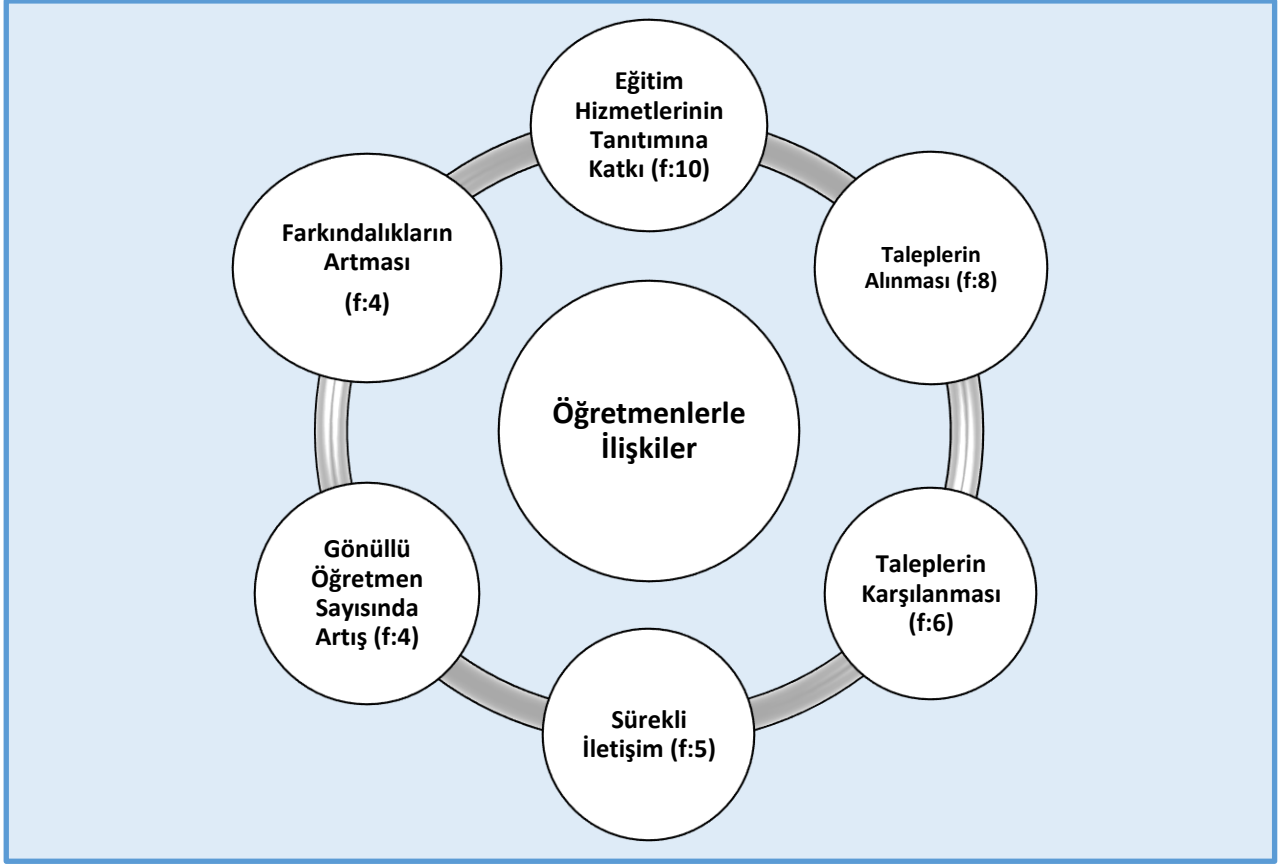 Eğitim
Hizmetlerinin
Tanıtımına
Katkı (f:10)
Taleplerin
Alınması (f:8)
Taleplerin
Karşılanması
(f:6)
Sürekli
İletişim (f:5)
Gönüllü
Öğretmen
Sayısında
Artış (f:4)
Farkındalıkların
Artması
(f:4)
Öğretmenlerle
İlişkiler